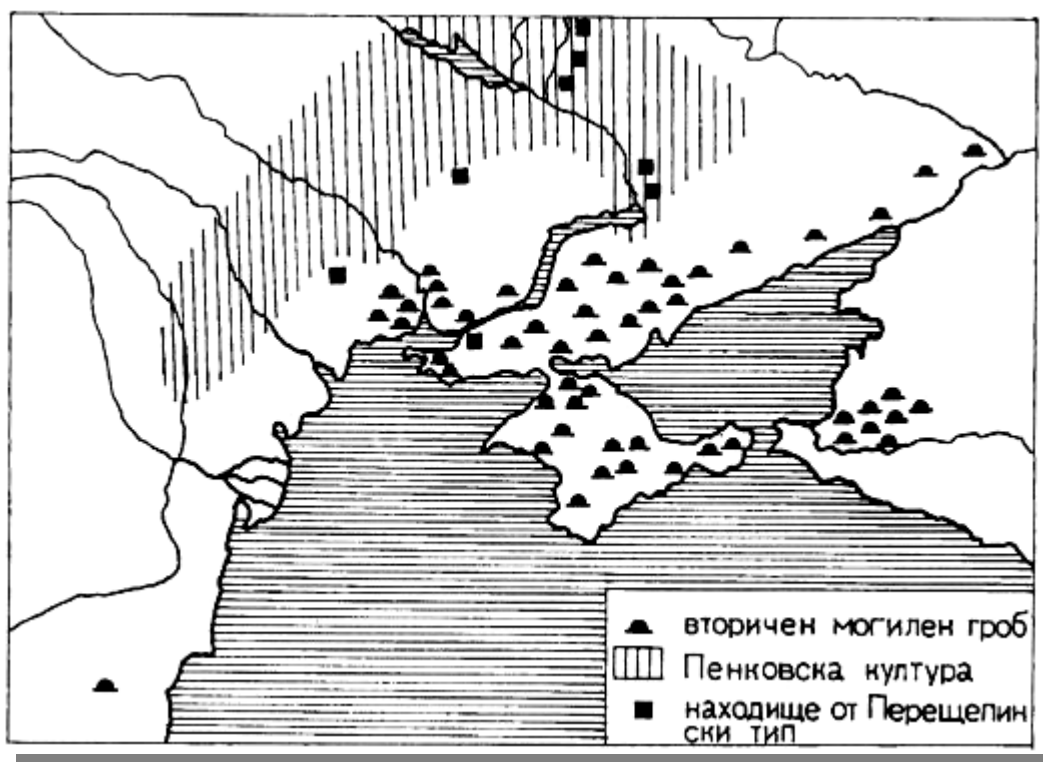 вторичен могилен гроб
Пенковска култура
находище от Перещепин
ски тип